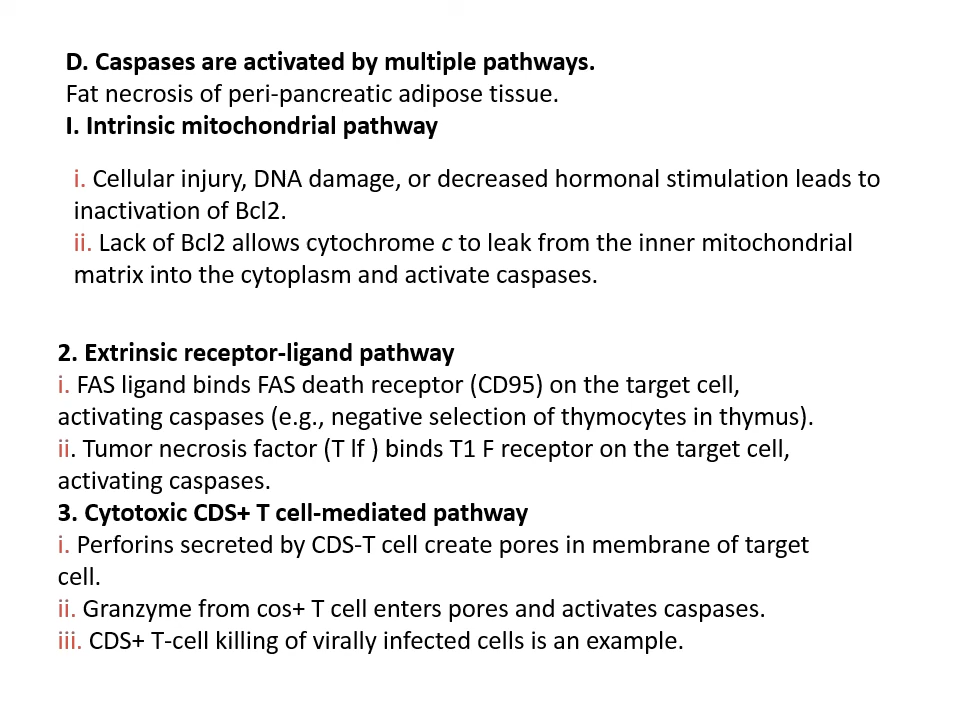 D. Caspases are activated by multiple pathways.
Fat necrosis of peri-pancreatic adipose tissue.
I. Intrinsic mitochondrial pathway
i. Cellular injury, DNA damage, or decreased hormonal stimulation leads to
inactivation of Bcl2.
ii. Lack of Bcl2 allows cytochrome c to leak from the inner mitochondrial
matrix into the cytoplasm and activate caspases.
2. Extrinsic receptor-ligand pathway
i. FAS ligand binds FAS death receptor (CD95) on the target cell,
activating caspases (e.g., negative selection of thymocytes in thymus).
ii. Tumor necrosis factor (T lf ) binds T1 F receptor on the target cell,
activating caspases.
3. Cytotoxic CDS+ T cell-mediated pathway
i. Perforins secreted by CDS-T cell create pores in membrane of target
cell.
ii. Granzyme from cos+ T cell enters pores and activates caspases.
iii. CDS+ T-cell killing of virally infected cells is an example.